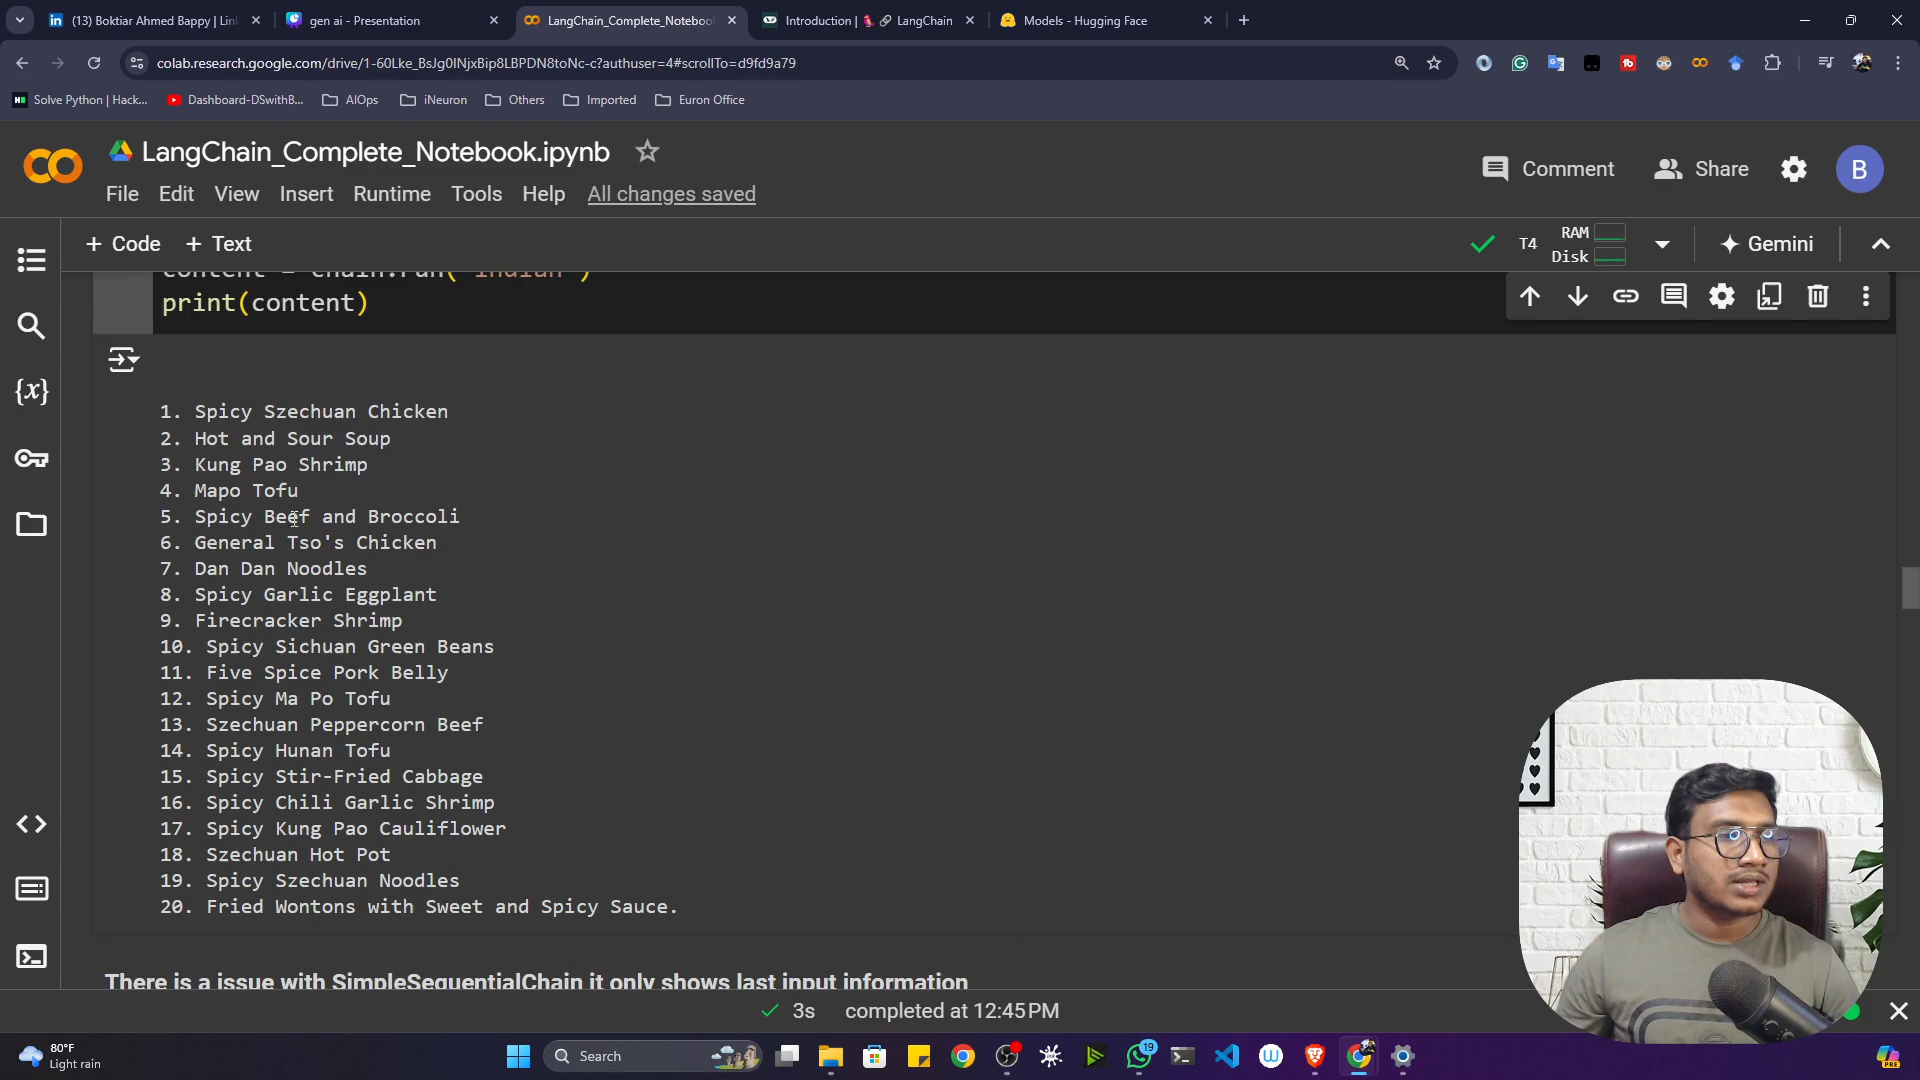 (13) Boktiar Ahmed Bappy | Lin
gen ai - Presentation
LangChain_Complete_Notebo
Introduction | 🦜🔗 LangChain
Models - Hugging Face
colab.research.google.com/drive/1-60Lke_BsJg0INjxBip8LBPDN8toNc-c?authuser=4#scrollTo=d9fd9a79
Solve Python | Hack...
Dashboard-DSwithB...
AIOps
iNeuron
Others
Imported
Euron Office
LangChain_Complete_Notebook.ipynb
Comment
Share
B
File Edit View Insert Runtime Tools Help All changes saved
+ Code + Text
T4
RAM
Disk
Gemini
content = chain.run("indian")
print(content)
1. Spicy Szechuan Chicken
2. Hot and Sour Soup
3. Kung Pao Shrimp
4. Mapo Tofu
5. Spicy Beef and Broccoli
6. General Tso's Chicken
7. Dan Dan Noodles
8. Spicy Garlic Eggplant
9. Firecracker Shrimp
10. Spicy Sichuan Green Beans
11. Five Spice Pork Belly
12. Spicy Ma Po Tofu
13. Szechuan Peppercorn Beef
14. Spicy Hunan Tofu
15. Spicy Stir-Fried Cabbage
16. Spicy Chili Garlic Shrimp
17. Spicy Kung Pao Cauliflower
18. Szechuan Hot Pot
19. Spicy Szechuan Noodles
20. Fried Wontons with Sweet and Spicy Sauce.
There is a issue with SimpleSequentialChain it only shows last input information
3s completed at 12:45 PM
80°F
Light rain
Search
19